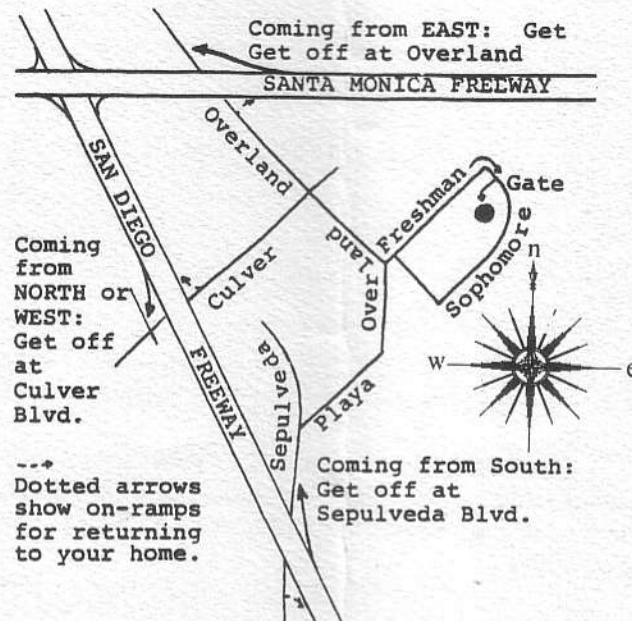 Coming from EAST: Get
Get off at Overland
SANTA MONICA FREEWAY
Overland
SAN DIEGO
FREEWAY
Freshman
Gate
Sophomore
Overland
Culver
n
w
e
Coming
from
NORTH or
WEST:
Get off
at
Culver
Blvd.
Sepulveda
Playa
Coming from South:
Get off at
Sepulveda Blvd.
Dotted arrows
show on-ramps
for returning
to your home.